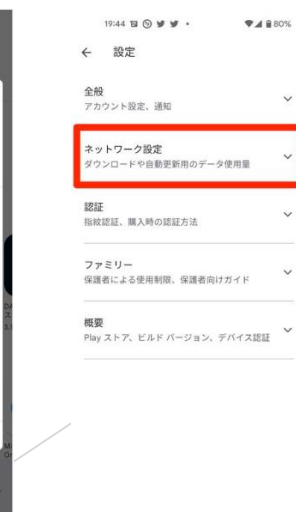 19:44
80%
設定
全般
アカウント設定、通知
ネットワーク設定
ダウンロードや自動更新用のデータ使用量
認証
指紋認証、購入時の認証方法
ファミリー
保護者による使用制限、保護者向けガイド
概要
Play ストア、ビルド バージョン、デバイス認証